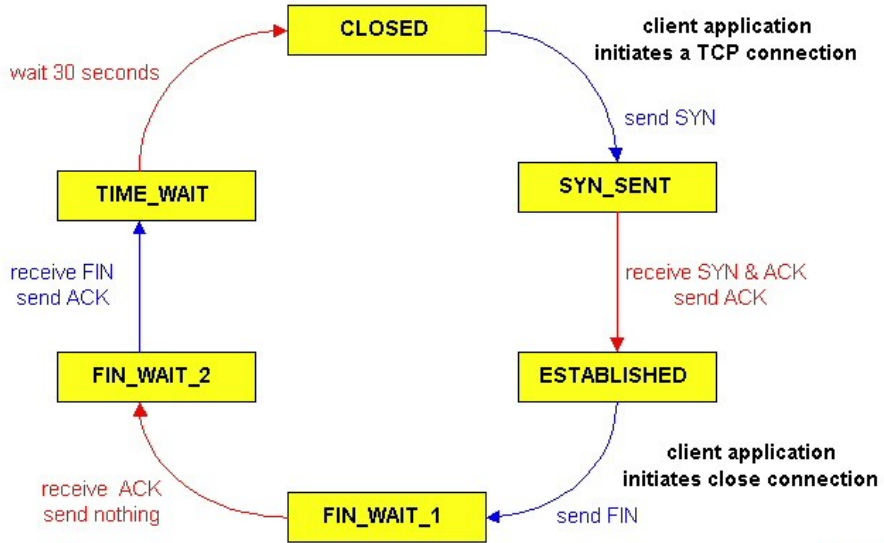 CLOSED
client application
initiates a TCP connection
wait 30 seconds
send SYN
TIME_WAIT
SYN_SENT
receive FIN
send ACK
receive SYN & ACK
send ACK
FIN_WAIT_2
ESTABLISHED
client application
initiates close connection
receive ACK
send nothing
FIN_WAIT_1
send FIN